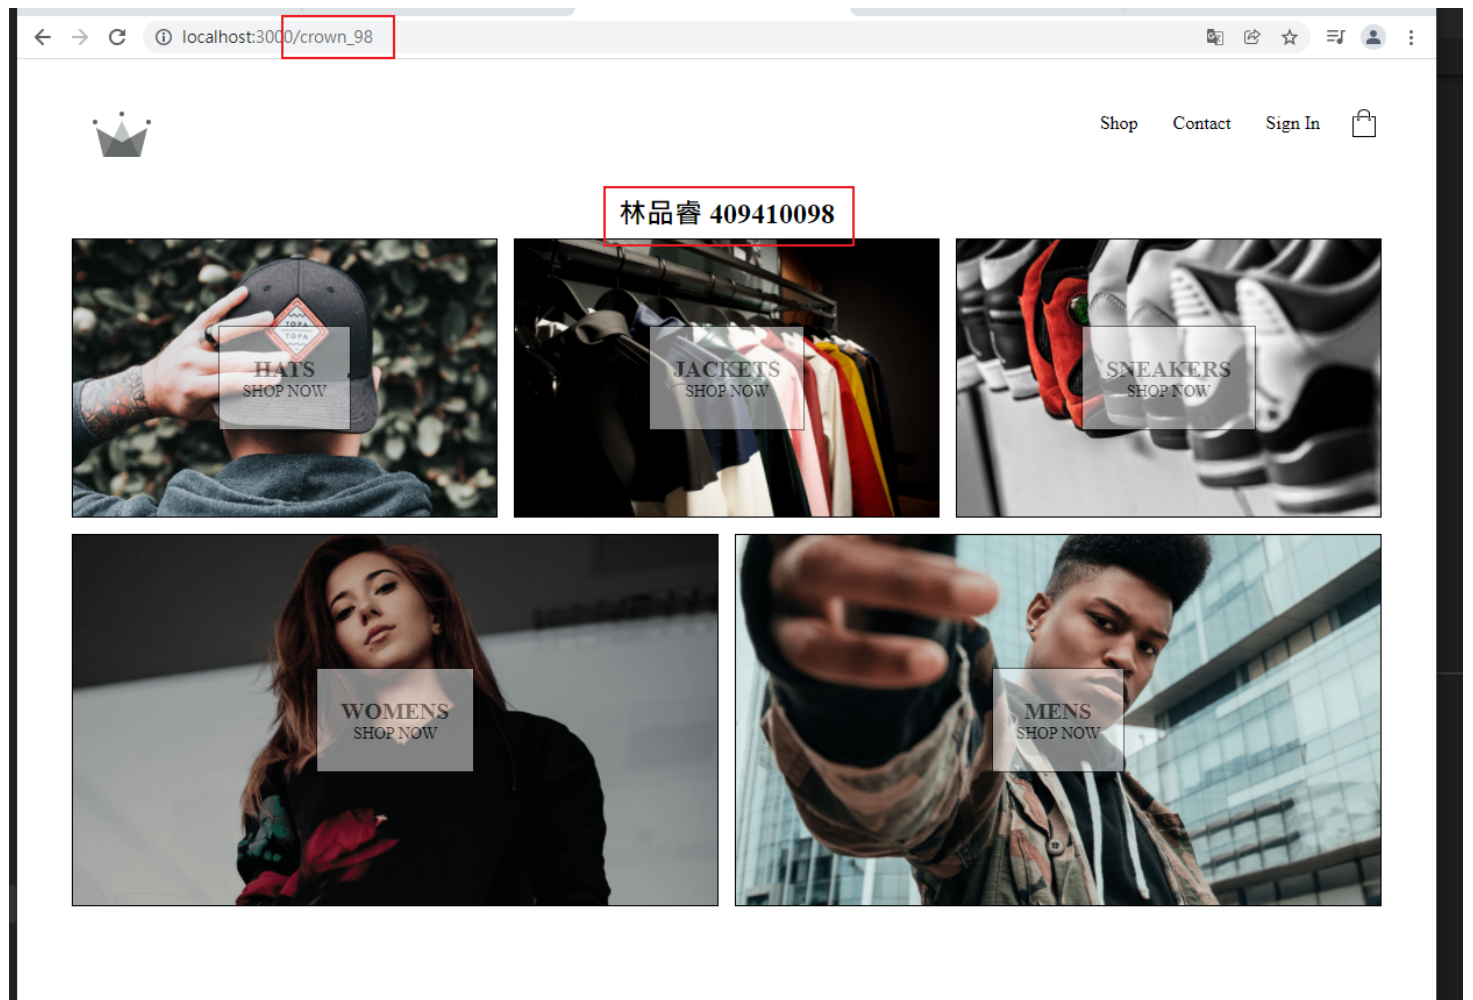 localhost:3000/crown_98
Shop Contact Sign In
林品睿 409410098
TOPA
TOPA
HATS
SHOP NOW
JACKETS
SHOP NOW
SNEAKERS
SHOP NOW
WOMENS
SHOP NOW
MENS
SHOP NOW